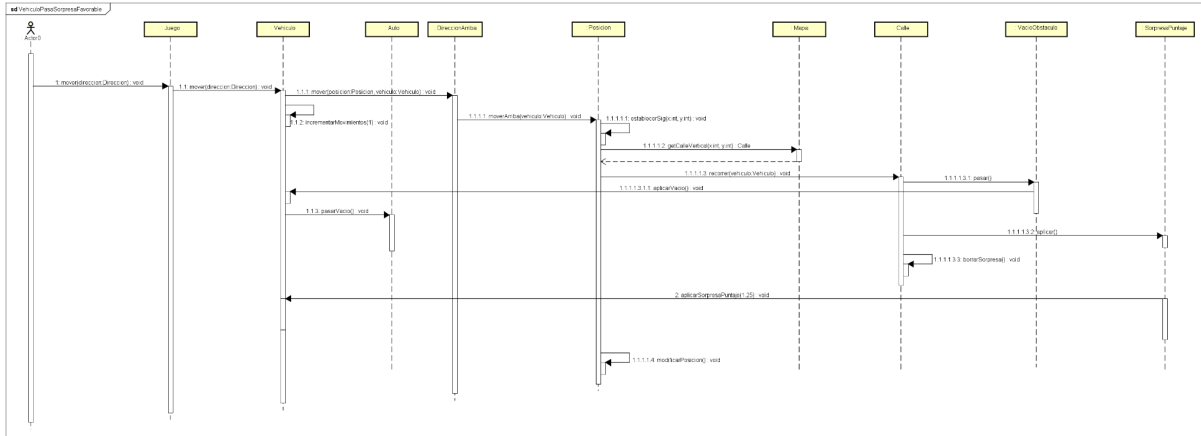 sd VehiculoPasaSorpresaFavorable
Actor0
Juego
Vehiculo
Auto
DireccionArriba
Posicion
Mapa
Calle
VacioObstaculo
SorpresaPuntaje
1: mover(direccion:Direccion) : void
1.1: mover(direccion:Direccion) : void
1.1.1: mover(posicion:Posicion, vehiculo:Vehiculo) : void
1.1.2: incrementarMovimientos(1) : void
1.1.1.1: moverArriba(vehiculo:Vehiculo) : void
1.1.1.1.1: establecerSig(x:int, y:int) : void
1.1.1.1.2: getCalleVertical(x:int, y:int) : Calle
1.1.1.1.3: recorrer(vehiculo:Vehiculo) : void
1.1.1.1.3.1: pasar()
1.1.1.1.3.1.1: aplicarVacio() : void
1.1.3: pasarVacio() : void
1.1.1.1.3.2: aplicar()
1.1.1.1.3.3: borrarSorpresa() : void
2: aplicarSorpresaPuntaje(1.25) : void
1.1.1.1.4: modificarPosicion() : void